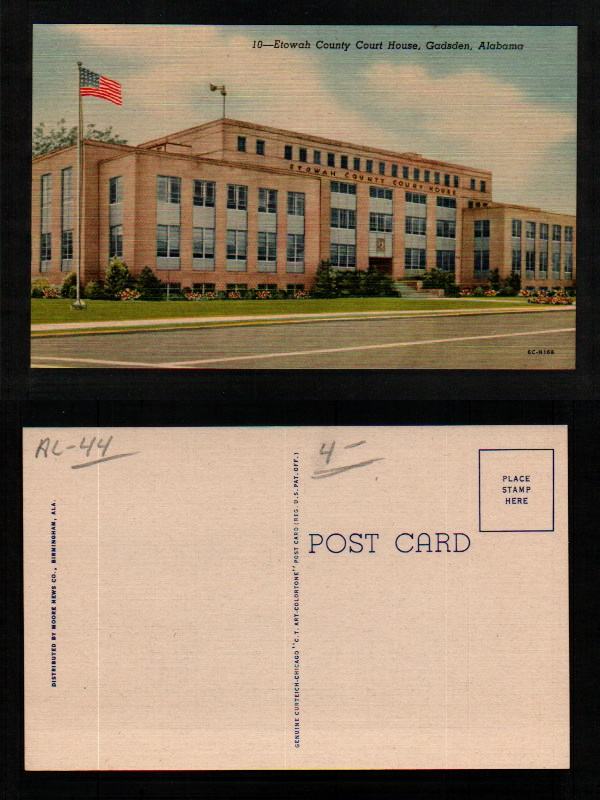 10—Etowah County Court House, Gadsden, Alabama
ETOWAH COUNTY COURT HOUSE
6C-H168
AL-44
4-
DISTRIBUTED BY MOORE NEWS CO., BIRMINGHAM, ALA.
GENUINE CURTEICH-CHICAGO "C.T. ART-COLORTONE" POST CARD (REG. U.S. PAT. OFF.)
PLACE
STAMP
HERE
POST CARD